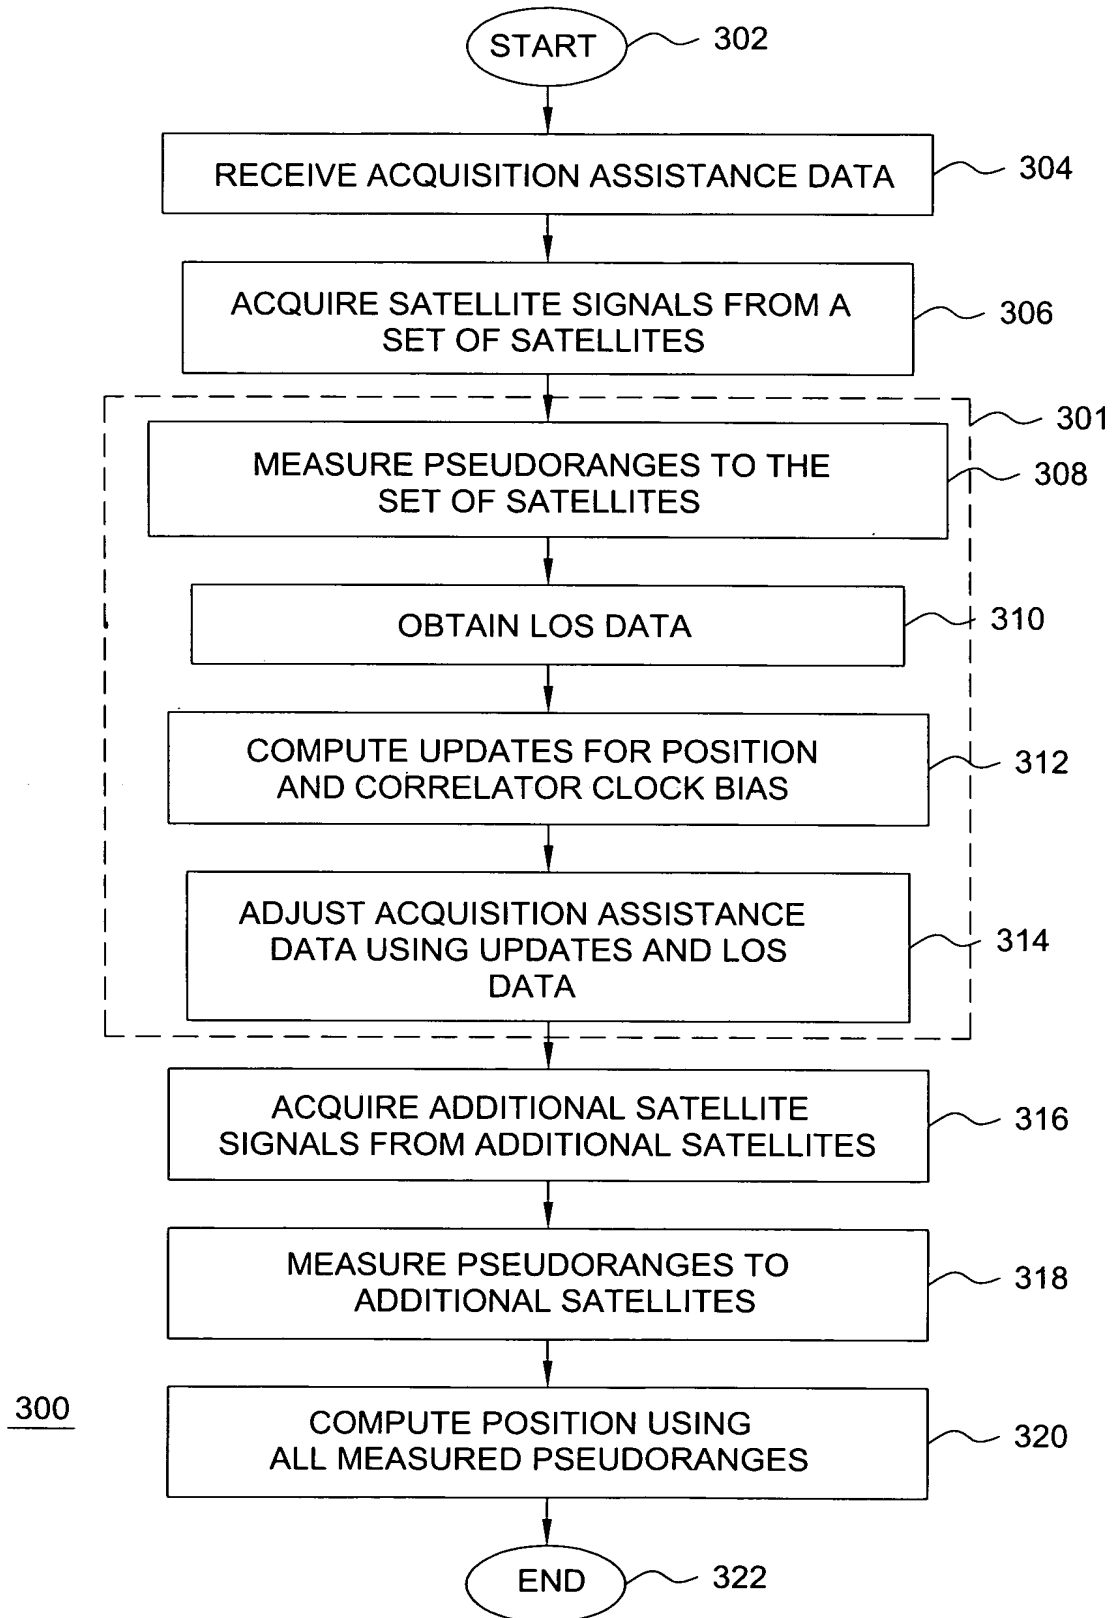 START
302
RECEIVE ACQUISITION ASSISTANCE DATA
304
ACQUIRE SATELLITE SIGNALS FROM A
SET OF SATELLITES
306
301
MEASURE PSEUDORANGES TO THE
SET OF SATELLITES
308
OBTAIN LOS DATA
310
COMPUTE UPDATES FOR POSITION
AND CORRELATOR CLOCK BIAS
312
ADJUST ACQUISITION ASSISTANCE
DATA USING UPDATES AND LOS
DATA
314
ACQUIRE ADDITIONAL SATELLITE
SIGNALS FROM ADDITIONAL SATELLITES
316
MEASURE PSEUDORANGES TO
ADDITIONAL SATELLITES
318
300
COMPUTE POSITION USING
ALL MEASURED PSEUDORANGES
320
END
322